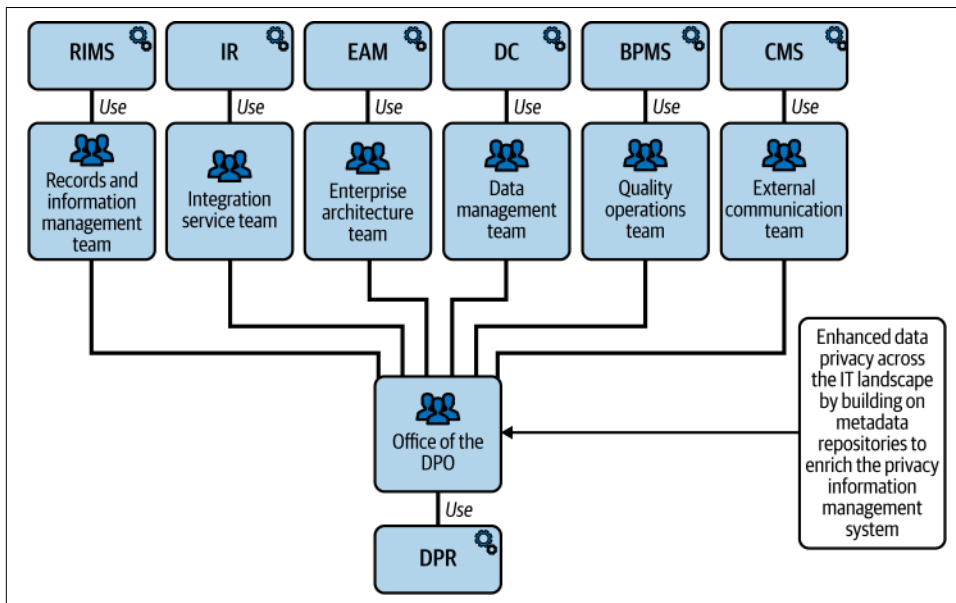 RIMS
IR
EAM
DC
BPMS
CMS
Use
Use
Use
Use
Use
Use
Records and
information
management
team
Integration
service team
Enterprise
architecture
team
Data
management
team
Quality
operations
team
External
communication
team
Enhanced data
privacy across
the IT landscape
by building on
metadata
repositories to
enrich the privacy
information
management
system
Office of the
DPO
Use
DPR